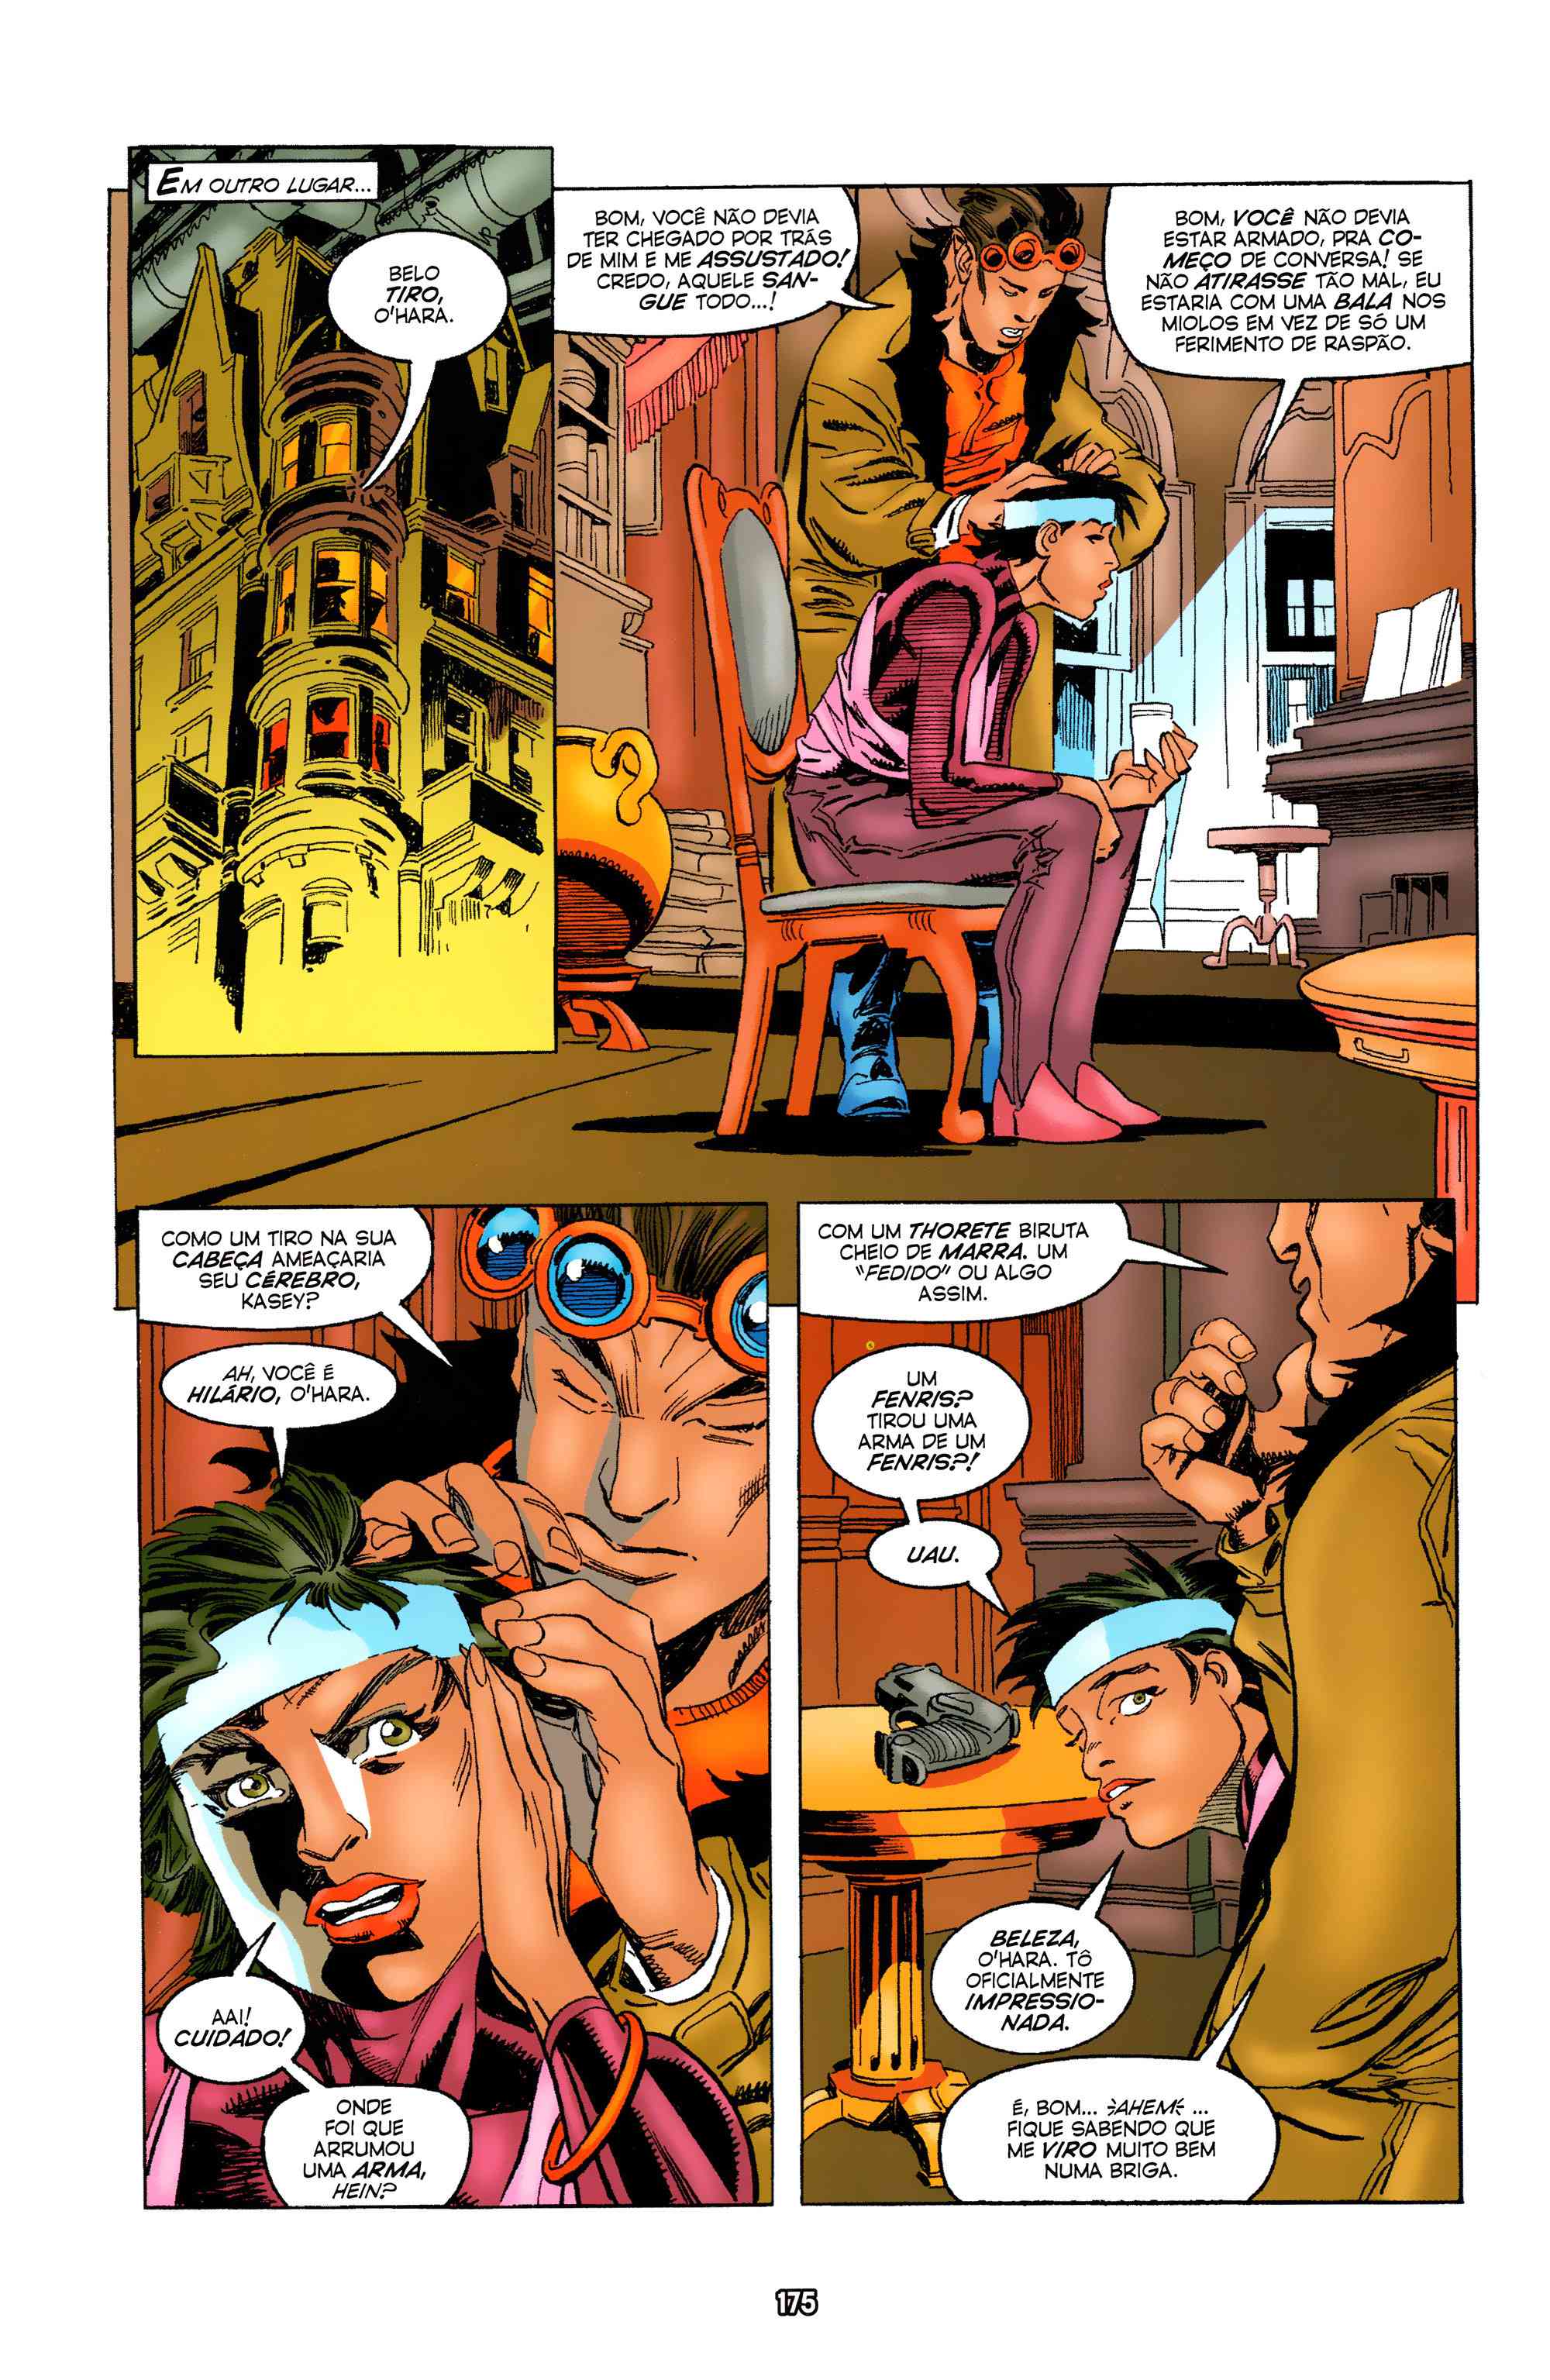 EM OUTRO LUGAR...
BELO
TIRO,
O'HARA.
BOM, VOCÊ NÃO DEVIA
TER CHEGADO POR TRÁS
DE MIM E ME ASSUSTADO!
CREDO, AQUELE SAN-
GUE TODO...!
BOM, VOCÊ NÃO DEVIA
ESTAR ARMADO, PRA CO-
MEÇO DE CONVERSA! SE
NÃO ATIRASSE TÃO MAL, EU
ESTARIA COM UMA BALA NOS
MIOLOS EM VEZ DE SÓ UM
FERIMENTO DE RASPÃO.
COMO UM TIRO NA SUA
CABEÇA AMEAÇARIA
SEU CÉREBRO,
KASEY?
AH, VOCÊ É
HILÁRIO, O'HARA.
AAI!
CUIDADO!
ONDE
FOI QUE
ARRUMOU
UMA ARMA,
HEIN?
COM UM THORETE BIRUTA
CHEIO DE MARRA. UM
"FEDIDO" OU ALGO
ASSIM.
UM
FENRIS?
TIROU UMA
ARMA DE UM
FENRIS?!
UAU.
BELEZA,
O'HARA. TÔ
OFICIALMENTE
IMPRESSIO-
NADA.
É, BOM... AHEM ...
FIQUE SABENDO QUE
ME VIRO MUITO BEM
NUMA BRIGA.
175